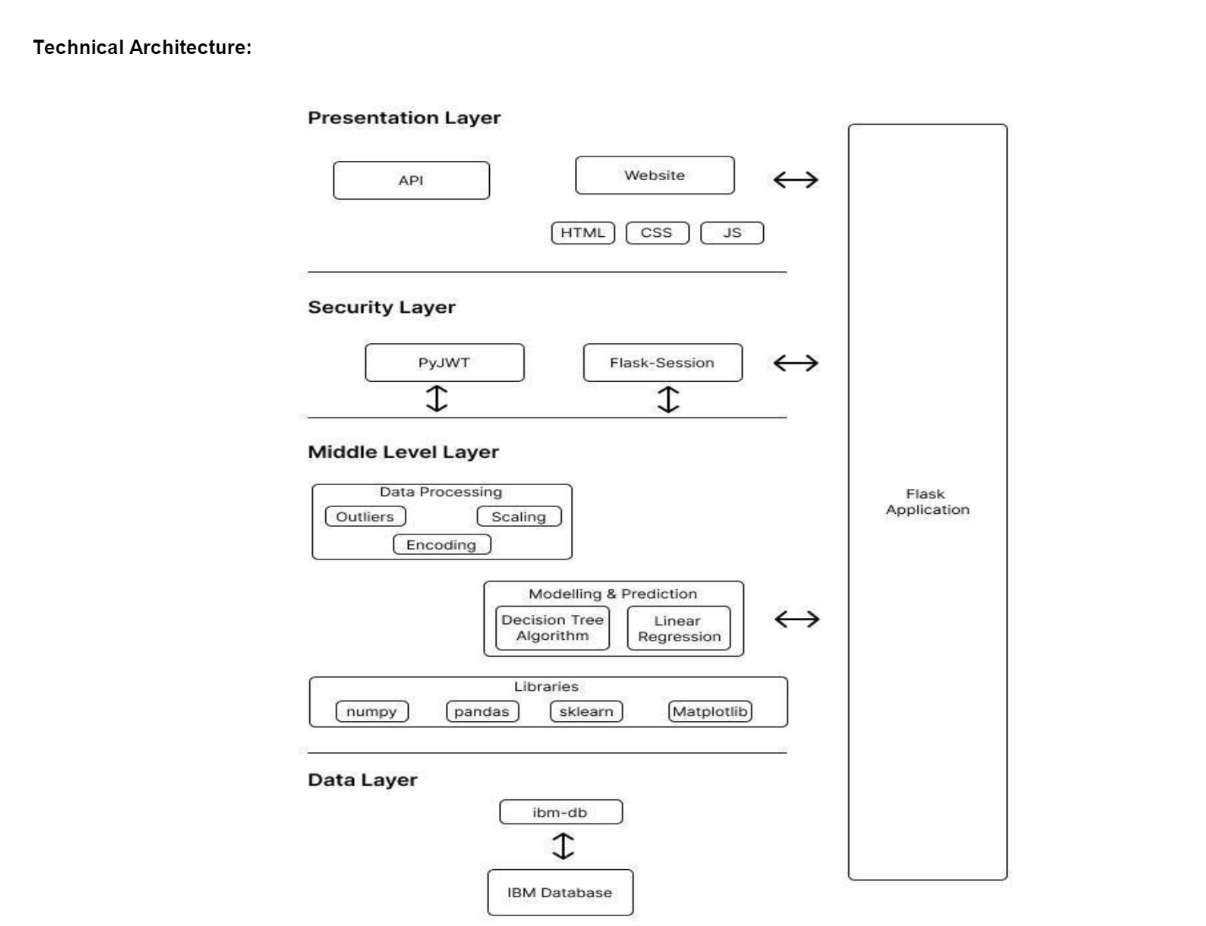 Technical Architecture:
Presentation Layer
API
Website
HTML
CSS
JS
Security Layer
PyJWT
Flask-Session
Middle Level Layer
Data Processing
Outliers
Scaling
Encoding
Modelling & Prediction
Decision Tree
Algorithm
Linear
Regression
Libraries
numpy
pandas
sklearn
Matplotlib
Data Layer
ibm-db
IBM Database
Flask
Application